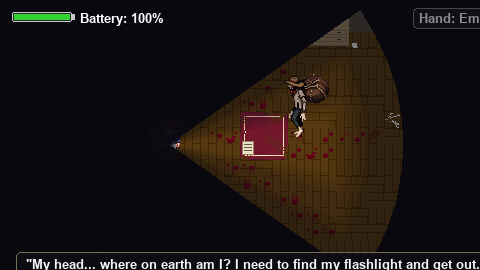 Battery: 100%
Hand: Em
"My head... where on earth am I? I need to find my flashlight and get out.